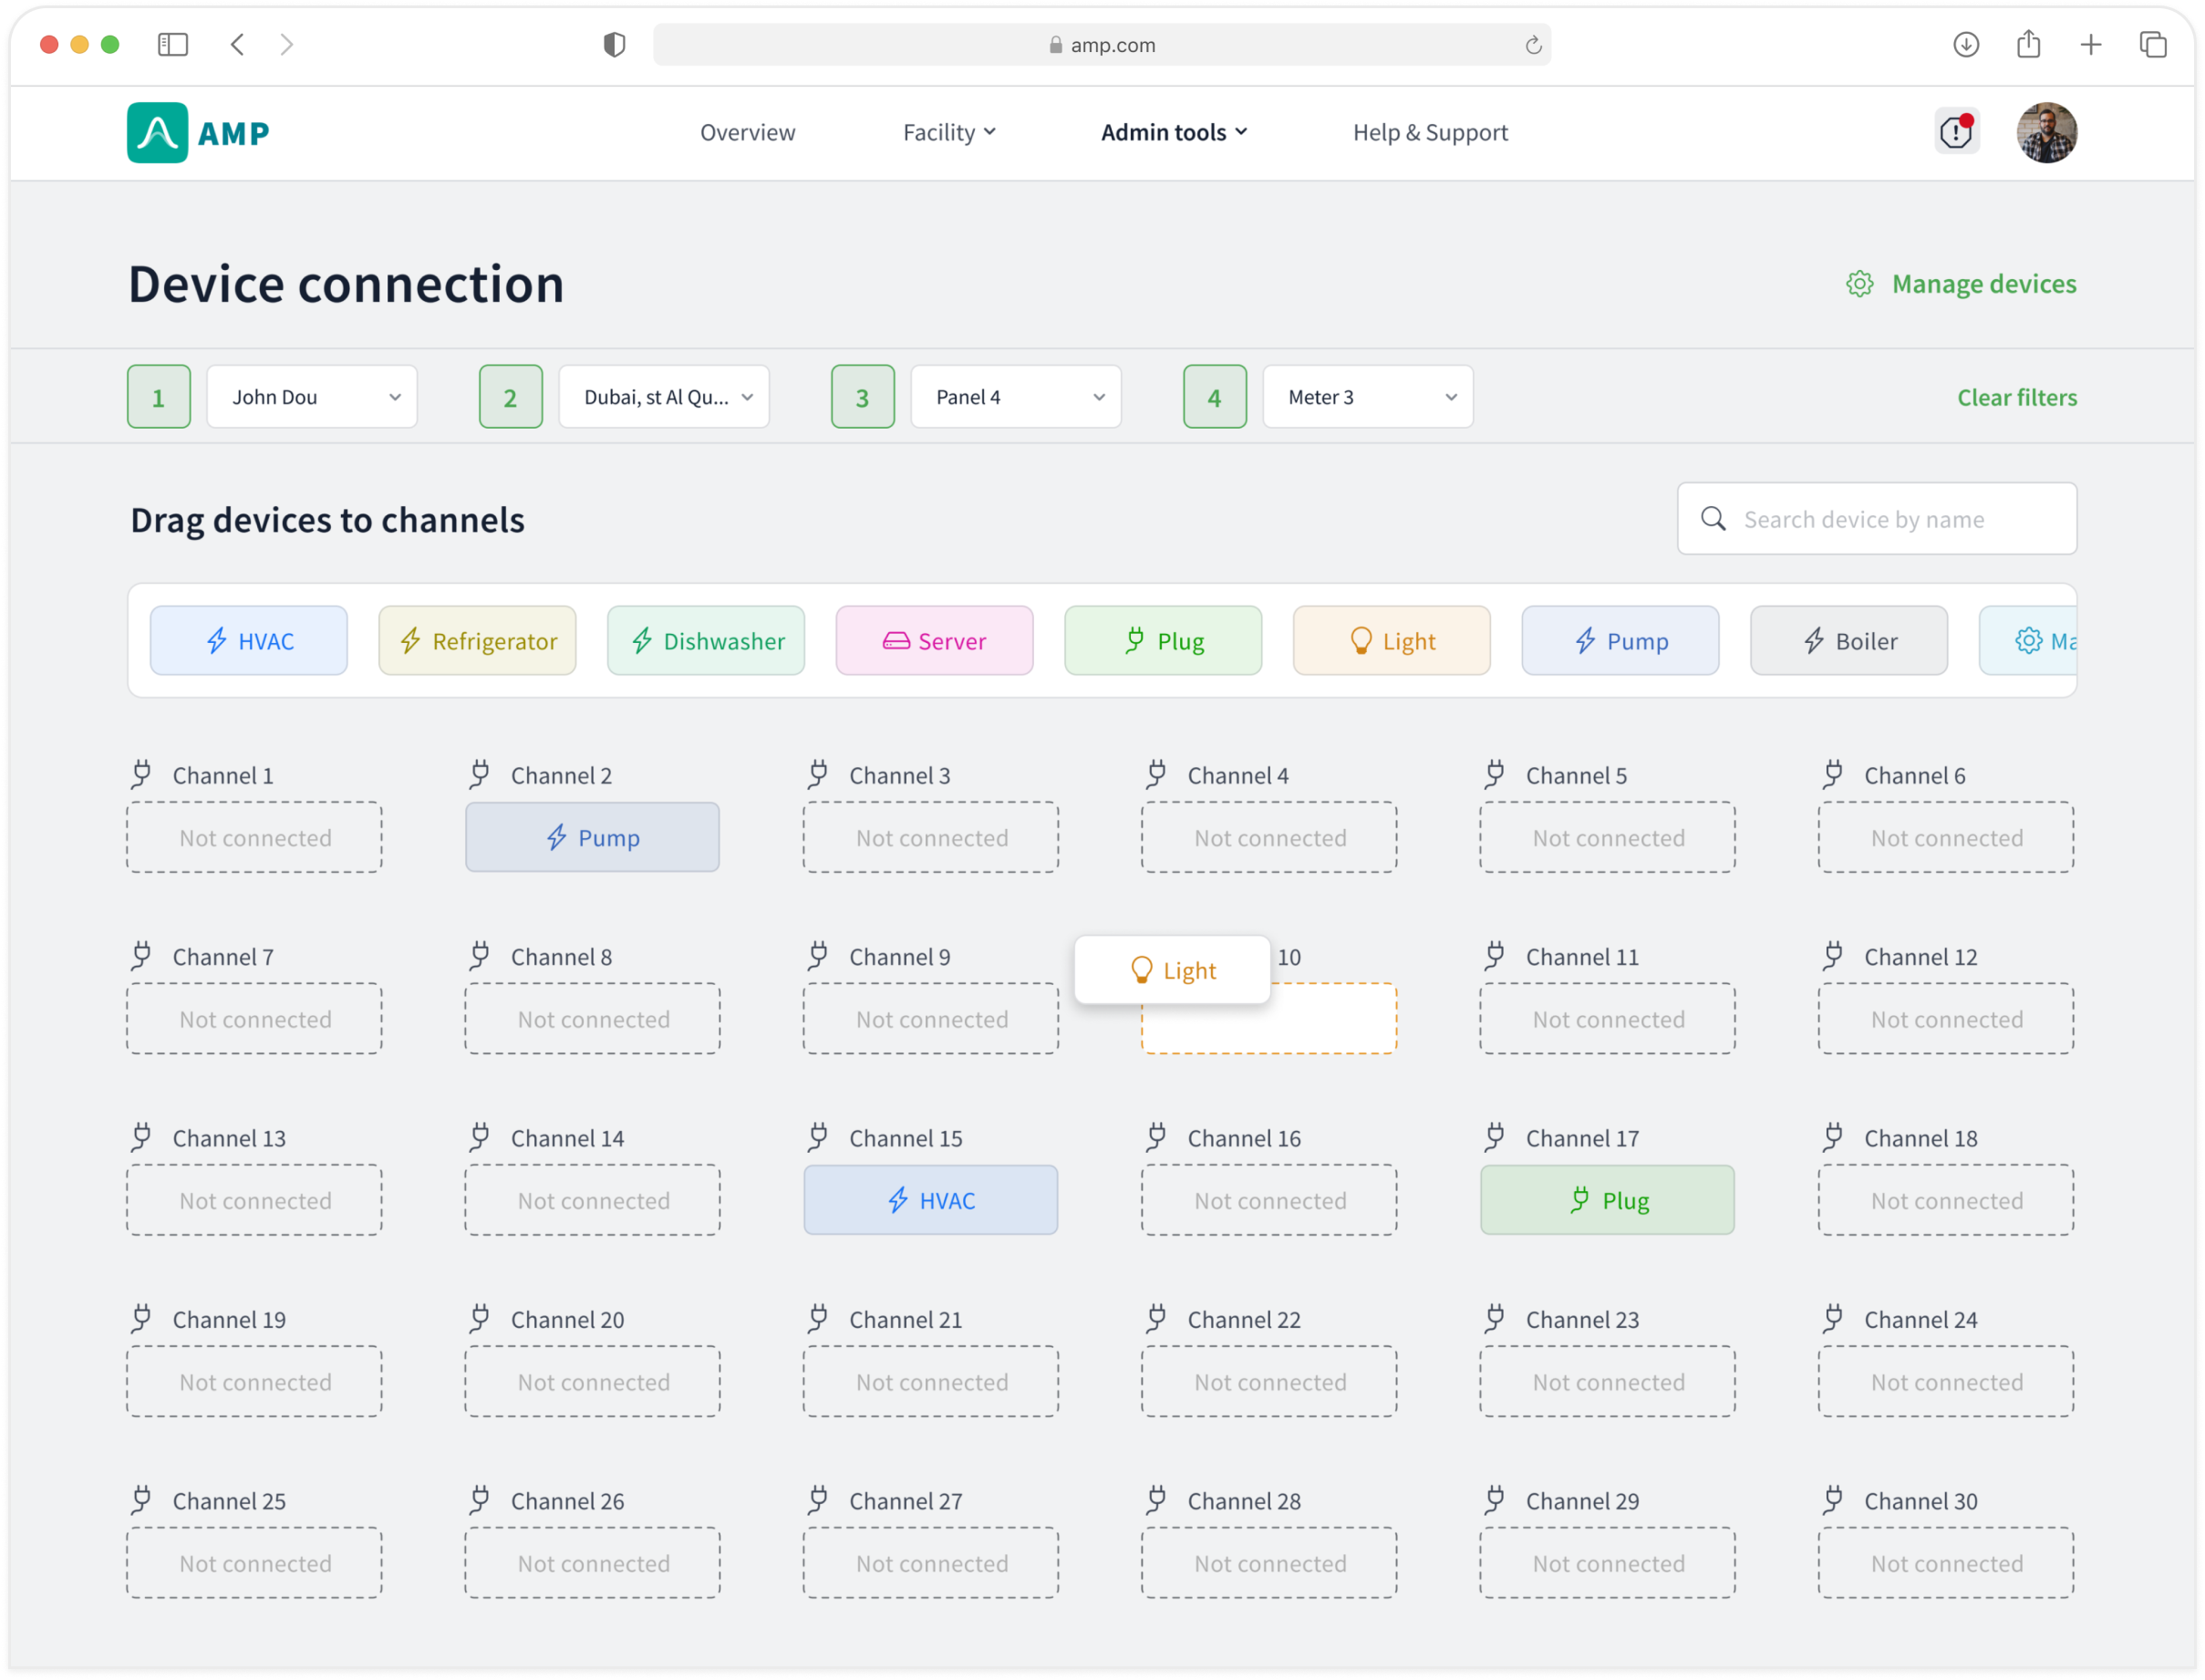 amp.com
AMP
Overview
Facility
Admin tools
Help & Support
Device connection
Manage devices
1
John Dou
2
Dubai, st Al Qu...
3
Panel 4
4
Meter 3
Clear filters
Drag devices to channels
Search device by name
HVAC
Refrigerator
Dishwasher
Server
Plug
Light
Pump
Boiler
Ma
Channel 1
Channel 2
Channel 3
Channel 4
Channel 5
Channel 6
Not connected
Pump
Not connected
Not connected
Not connected
Not connected
Channel 7
Channel 8
Channel 9
Light
10
Channel 11
Channel 12
Not connected
Not connected
Not connected
Not connected
Not connected
Channel 13
Channel 14
Channel 15
Channel 16
Channel 17
Channel 18
Not connected
Not connected
HVAC
Not connected
Plug
Not connected
Channel 19
Channel 20
Channel 21
Channel 22
Channel 23
Channel 24
Not connected
Not connected
Not connected
Not connected
Not connected
Not connected
Channel 25
Channel 26
Channel 27
Channel 28
Channel 29
Channel 30
Not connected
Not connected
Not connected
Not connected
Not connected
Not connected